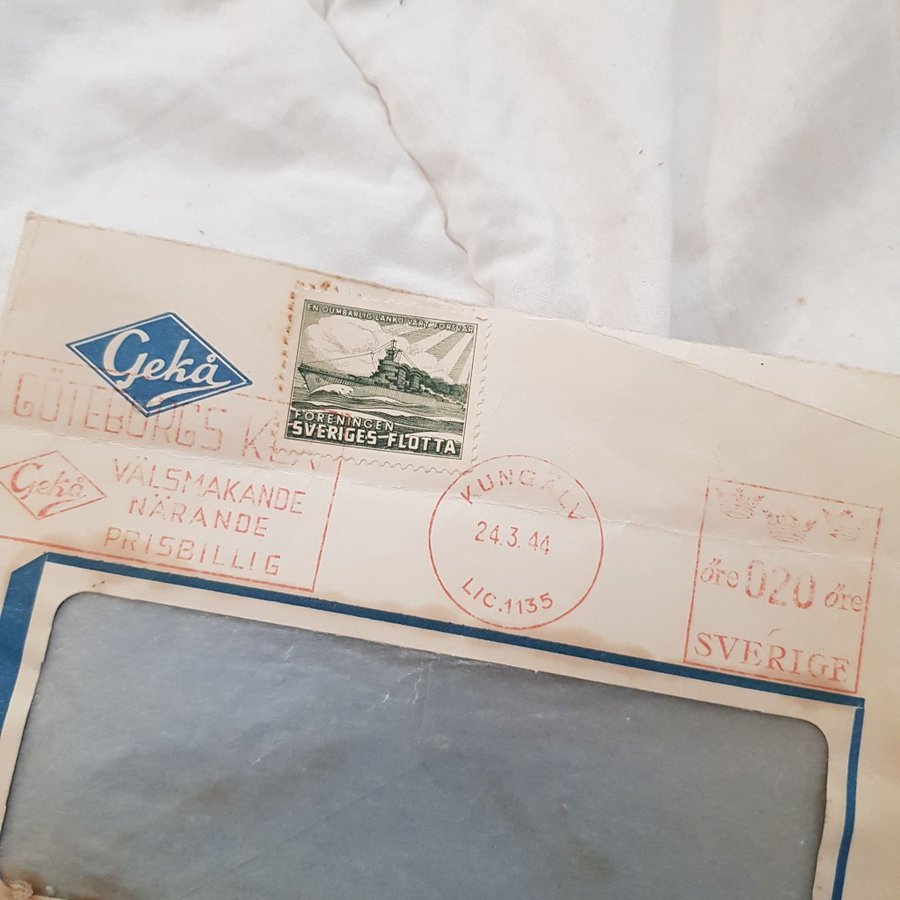 Gekå
EN OUMBÄRLIG LÄNK I VÅRT FÖRSVAR
FÖRENINGEN
SVERIGES FLOTTA
GÖTEBORGS
Gekå
VÄLSMAKANDE
NÄRANDE
PRISBILLIG
KUNGÄLV
24.3.44
LIC.1135
öre 020 öre
SVERIGE